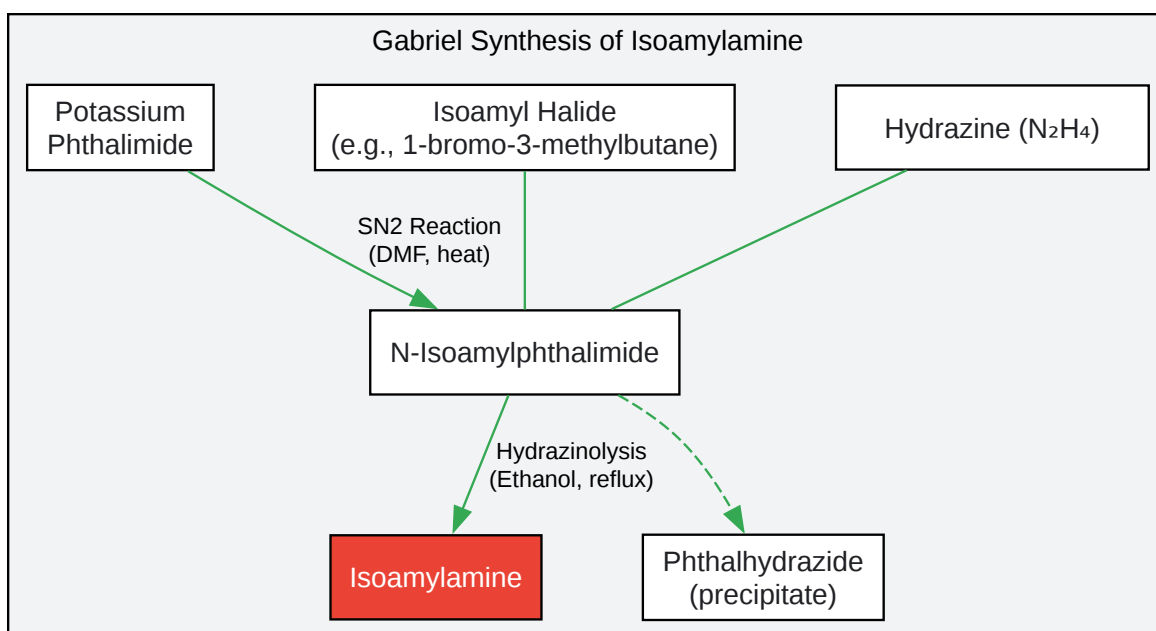 Gabriel Synthesis of Isoamylamine
Potassium
Phthalimide
Isoamyl Halide
(e.g., 1-bromo-3-methylbutane)
Hydrazine (N₂H₄)
SN2 Reaction
(DMF, heat)
N-Isoamylphthalimide
Hydrazinolysis
(Ethanol, reflux)
Isoamylamine
Phthalhydrazide
(precipitate)